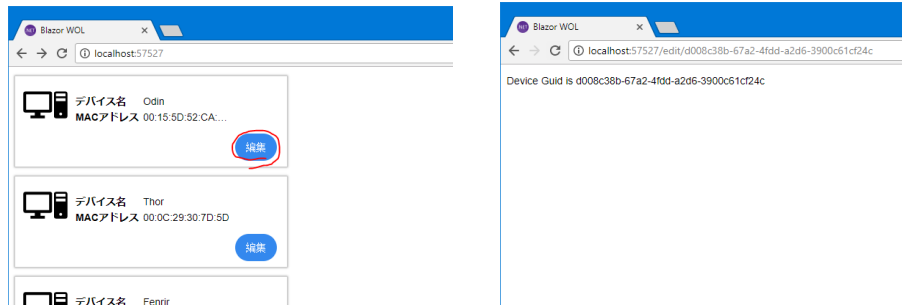 Blazor WOL
localhost:57527
デバイス名 Odin
MACアドレス 00:15:5D:52:CA:...
編集
デバイス名 Thor
MACアドレス 00:0C:29:30:7D:5D
編集
デバイス名 Fenrir
Blazor WOL
localhost:57527/edit/d008c38b-67a2-4fdd-a2d6-3900c61cf24c
Device Guid is d008c38b-67a2-4fdd-a2d6-3900c61cf24c